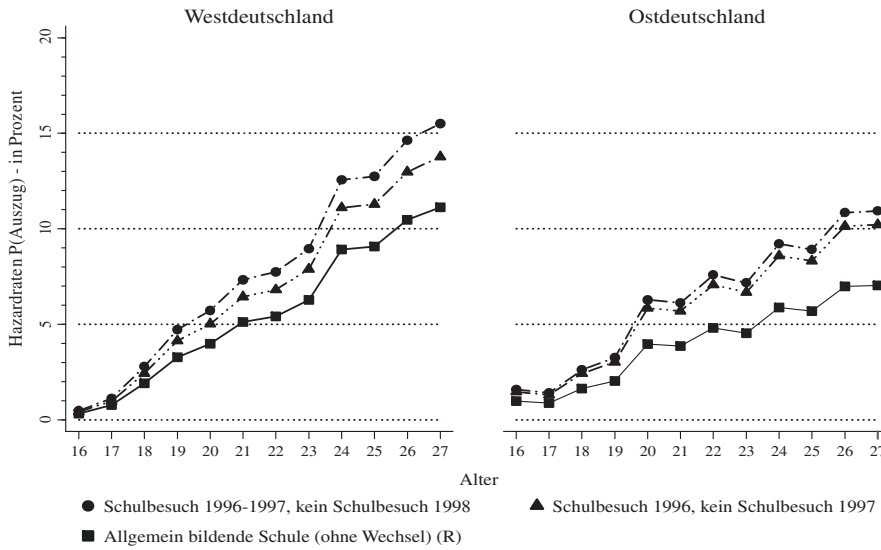 Westdeutschland
Ostdeutschland
Hazardraten P(Auszug) - in Prozent
20
15
10
5
0
16 17 18 19 20 21 22 23 24 25 26 27
16 17 18 19 20 21 22 23 24 25 26 27
Alter
Schulbesuch 1996-1997, kein Schulbesuch 1998
Schulbesuch 1996, kein Schulbesuch 1997
Allgemein bildende Schule (ohne Wechsel) (R)